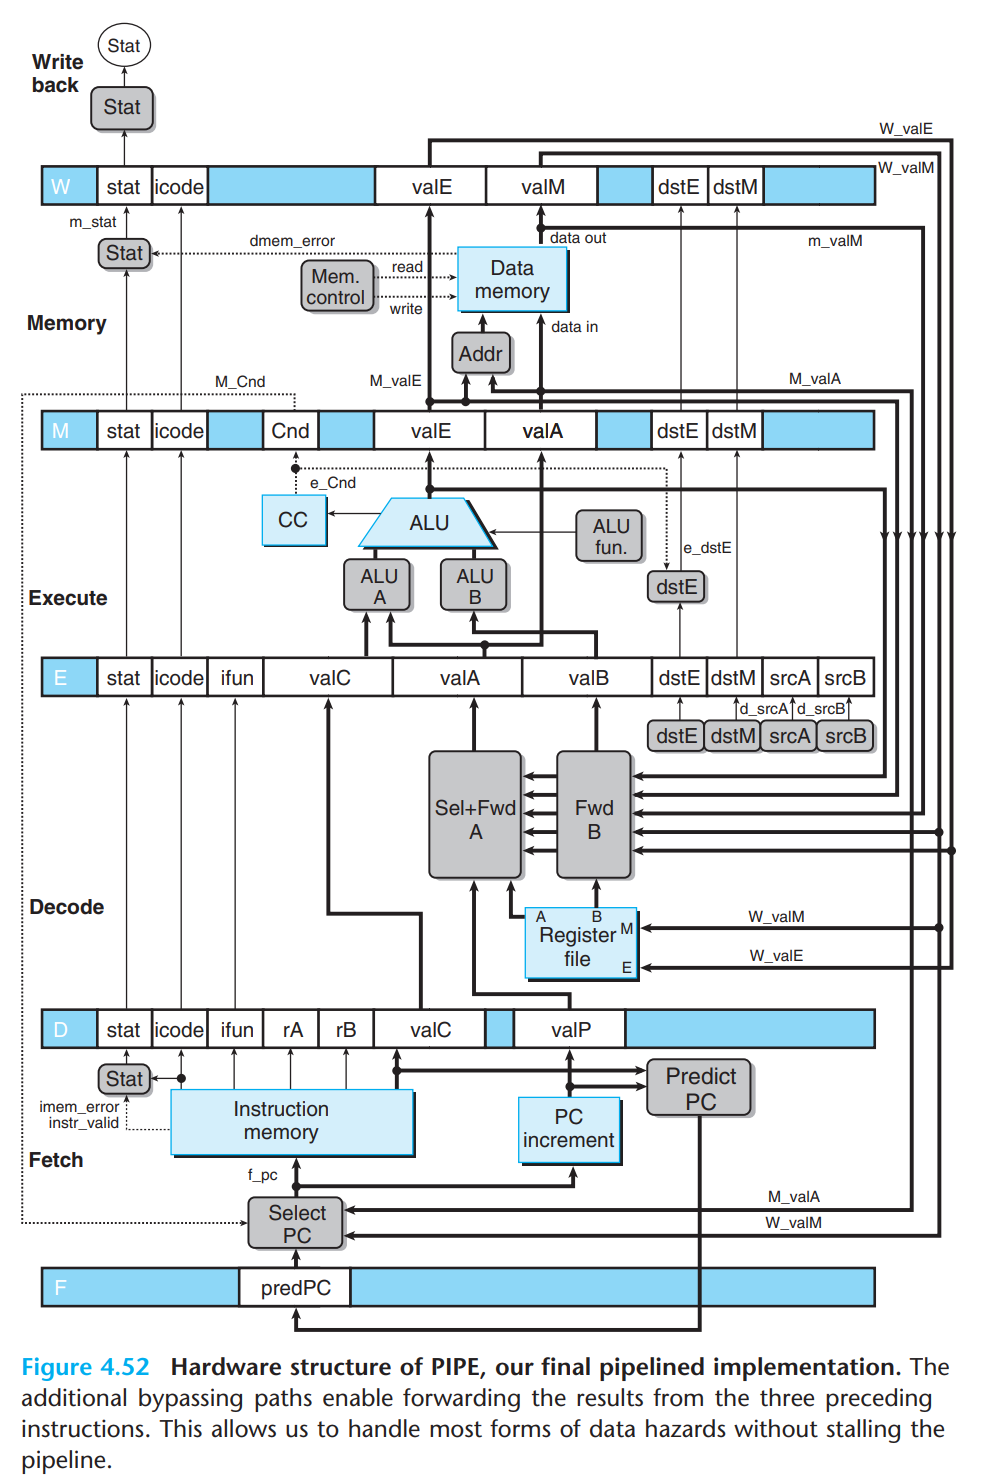 Stat
Write
back
Stat
W_valE
W_valM
W stat icode valE valM dstE dstM
m_stat
data out
m_valM
Stat
dmem_error
Data
memory
Mem.
control
read
write
Memory
data in
Addr
M_Cnd
M_valE
M_valA
M stat icode Cnd valE valA dstE dstM
e_Cnd
CC
ALU
ALU
fun.
e_dstE
ALU
A
ALU
B
dstE
Execute
E stat icode ifun valC valA valB dstE dstM srcA srcB
d_srcA d_srcB
dstE dstM srcA srcB
Sel+Fwd
A
Fwd
B
Decode
A B
Register
file
M
E
W_valM
W_valE
D stat icode ifun rA rB valC valP
Stat
imem_error
instr_valid
Instruction
memory
PC
increment
Predict
PC
Fetch
f_pc
Select
PC
M_valA
W_valM
F predPC
Figure 4.52 Hardware structure of PIPE, our final pipelined implementation. The
additional bypassing paths enable forwarding the results from the three preceding
instructions. This allows us to handle most forms of data hazards without stalling the
pipeline.